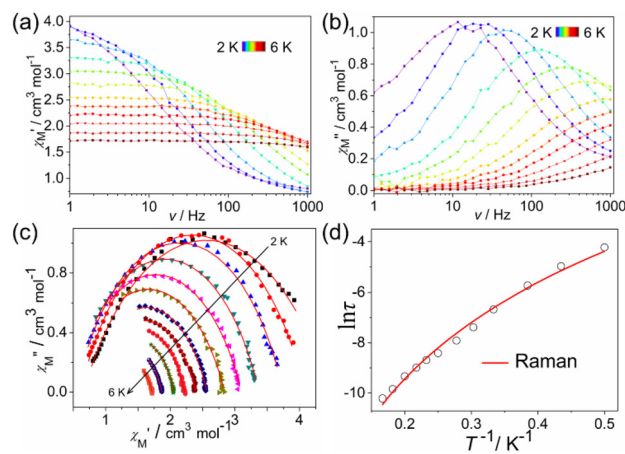 (a)
4.0
3.5
3.0
2.5
2.0
1.5
1.0
χM' / cm³ mol⁻¹
2 K 6 K
1 10 100 1000
ν / Hz
(b)
1.0
0.8
0.6
0.4
0.2
0.0
χM'' / cm³ mol⁻¹
2 K 6 K
1 10 100 1000
ν / Hz
(c)
0.8
0.4
0.0
χM'' / cm³ mol⁻¹
2 K
6 K
1 2 3 4
χM' / cm³ mol⁻¹
(d)
-4
-6
-8
-10
lnτ
Raman
0.2 0.3 0.4 0.5
T⁻¹/ K⁻¹